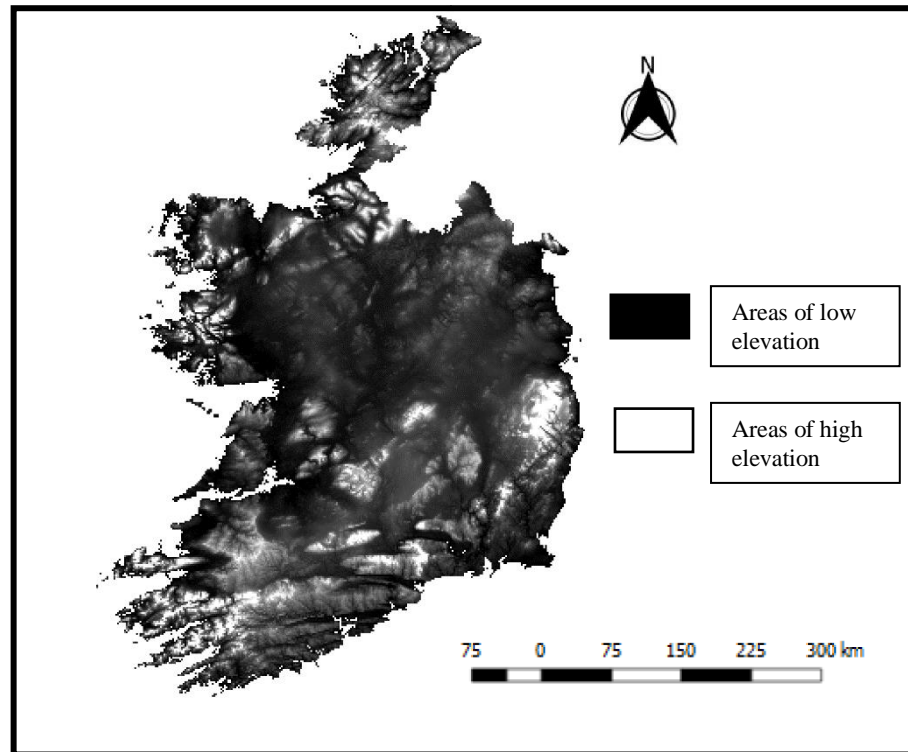 N
Areas of low
elevation
Areas of high
elevation
75 0 75 150 225 300 km